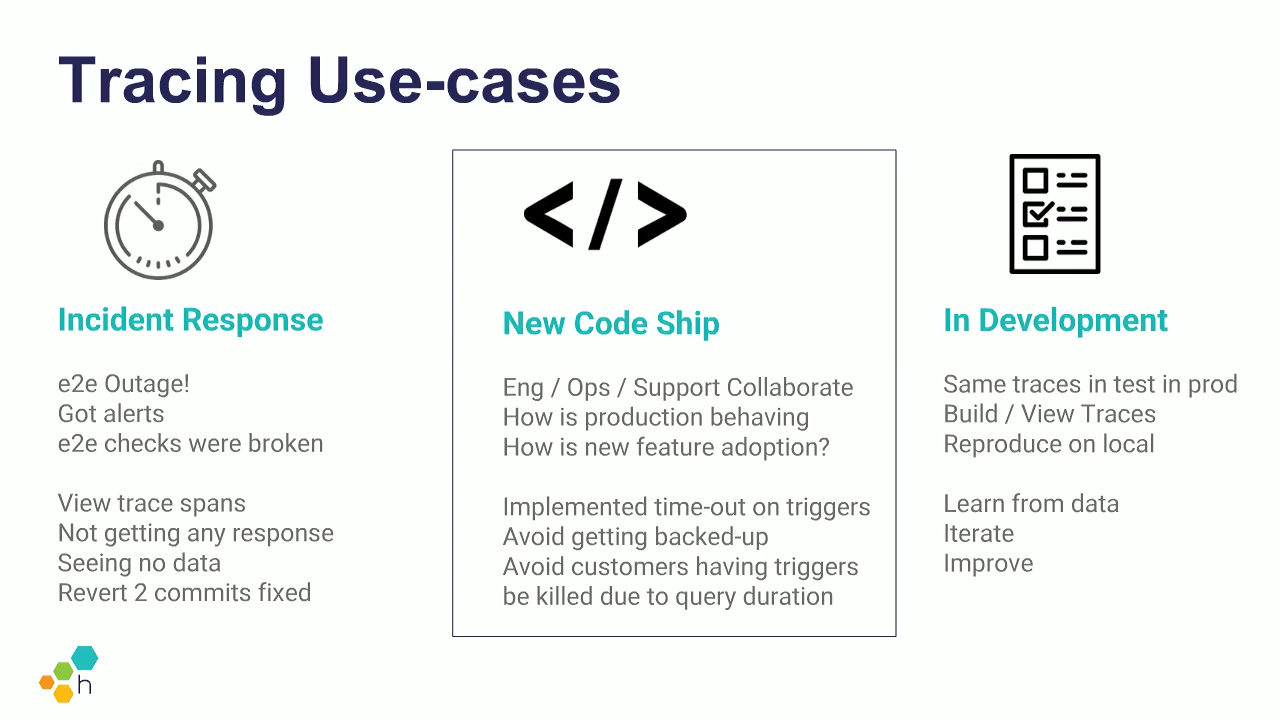 Tracing Use-cases
Incident Response
e2e Outage!
Got alerts
e2e checks were broken
View trace spans
Not getting any response
Seeing no data
Revert 2 commits fixed
</>
New Code Ship
Eng / Ops / Support Collaborate
How is production behaving
How is new feature adoption?
Implemented time-out on triggers
Avoid getting backed-up
Avoid customers having triggers
be killed due to query duration
In Development
Same traces in test in prod
Build / View Traces
Reproduce on local
Learn from data
Iterate
Improve
h